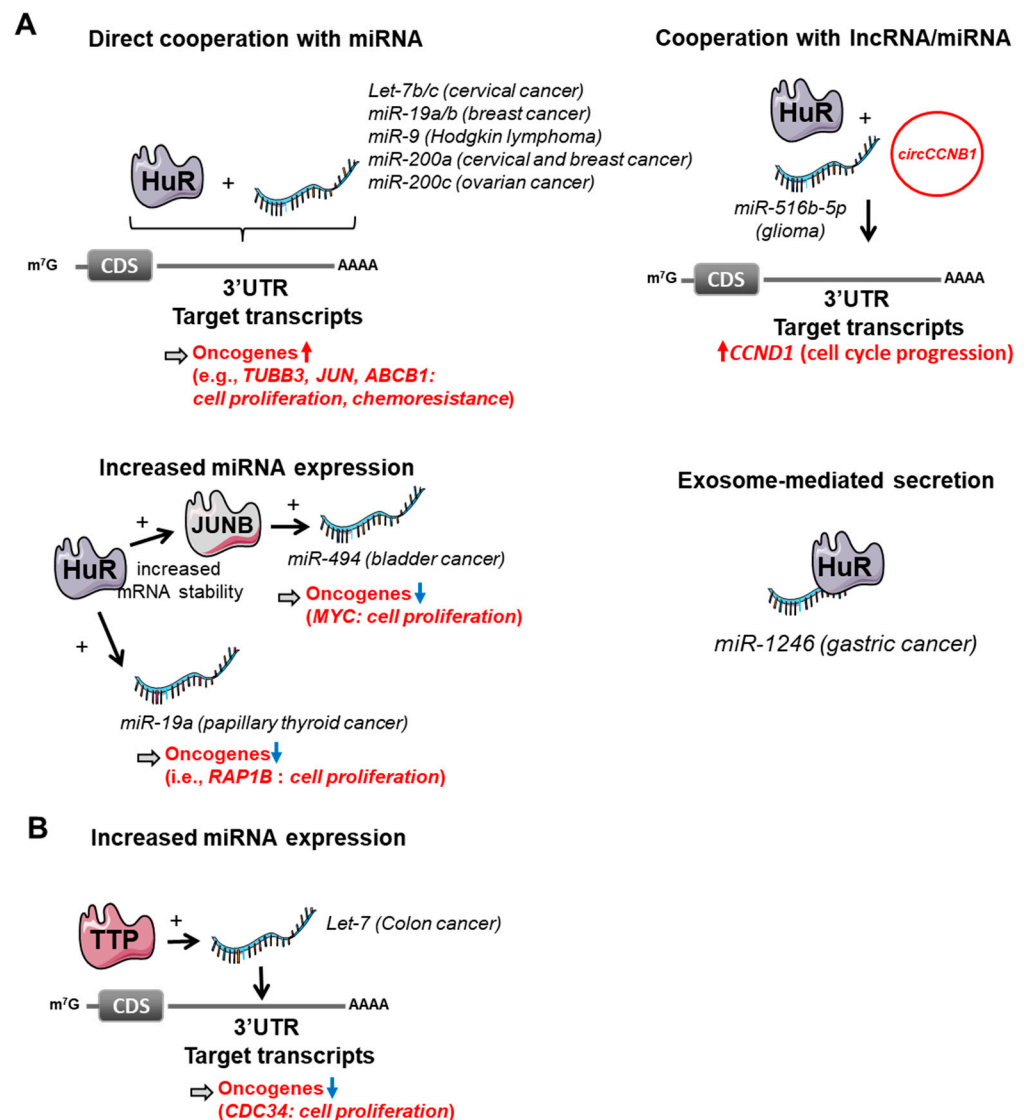 A
Direct cooperation with miRNA
Let-7b/c (cervical cancer)
miR-19a/b (breast cancer)
miR-9 (Hodgkin lymphoma)
miR-200a (cervical and breast cancer)
miR-200c (ovarian cancer)
HuR
+
m⁷G
CDS
AAAA
3'UTR
Target transcripts
Oncogenes
(e.g., TUBB3, JUN, ABCB1:
cell proliferation, chemoresistance)
Cooperation with lncRNA/miRNA
HuR
+
circCCNB1
miR-516b-5p
(glioma)
m⁷G
CDS
AAAA
3'UTR
Target transcripts
CCND1 (cell cycle progression)
Increased miRNA expression
HuR
+
increased
mRNA stability
JUNB
+
miR-494 (bladder cancer)
Oncogenes
(MYC: cell proliferation)
+
miR-19a (papillary thyroid cancer)
Oncogenes
(i.e., RAP1B : cell proliferation)
Exosome-mediated secretion
HuR
miR-1246 (gastric cancer)
B
Increased miRNA expression
TTP
+
Let-7 (Colon cancer)
m⁷G
CDS
AAAA
3'UTR
Target transcripts
Oncogenes
(CDC34: cell proliferation)